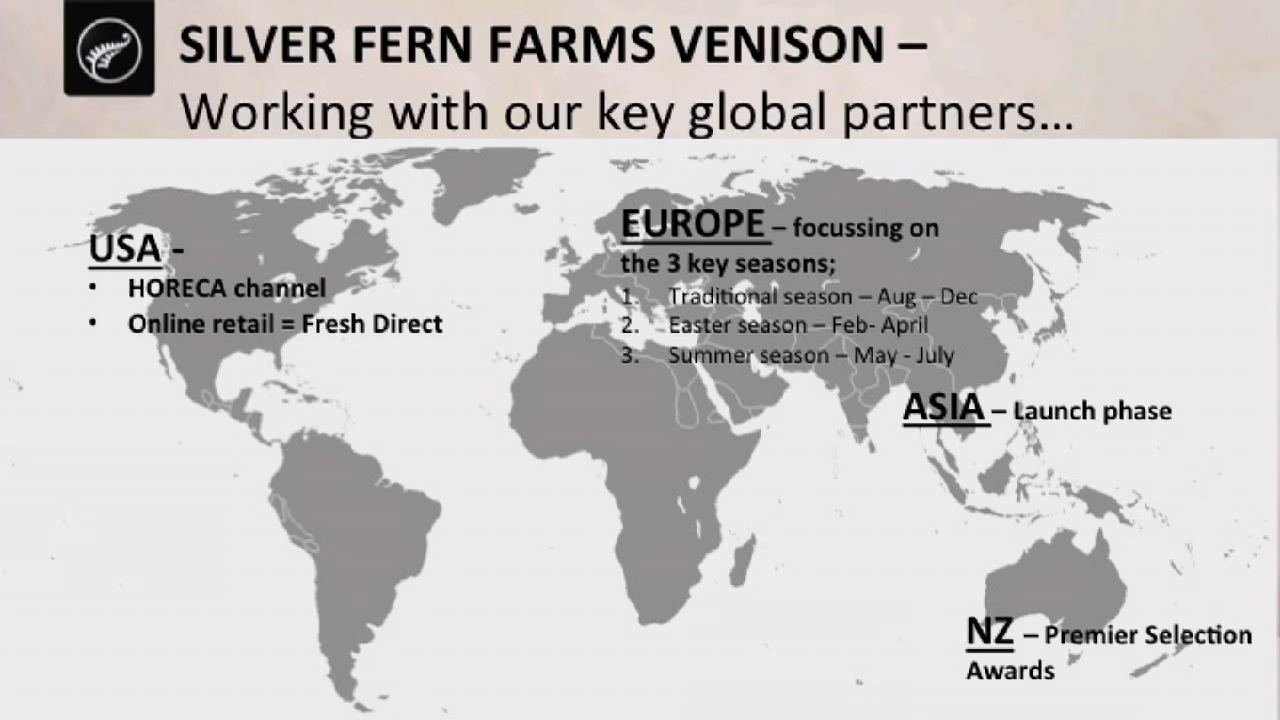 SILVER FERN FARMS VENISON –
Working with our key global partners...
USA -
• HORECA channel
• Online retail = Fresh Direct
EUROPE – focussing on
the 3 key seasons;
1. Traditional season – Aug – Dec
2. Easter season – Feb- April
3. Summer season – May - July
ASIA – Launch phase
NZ – Premier Selection
Awards